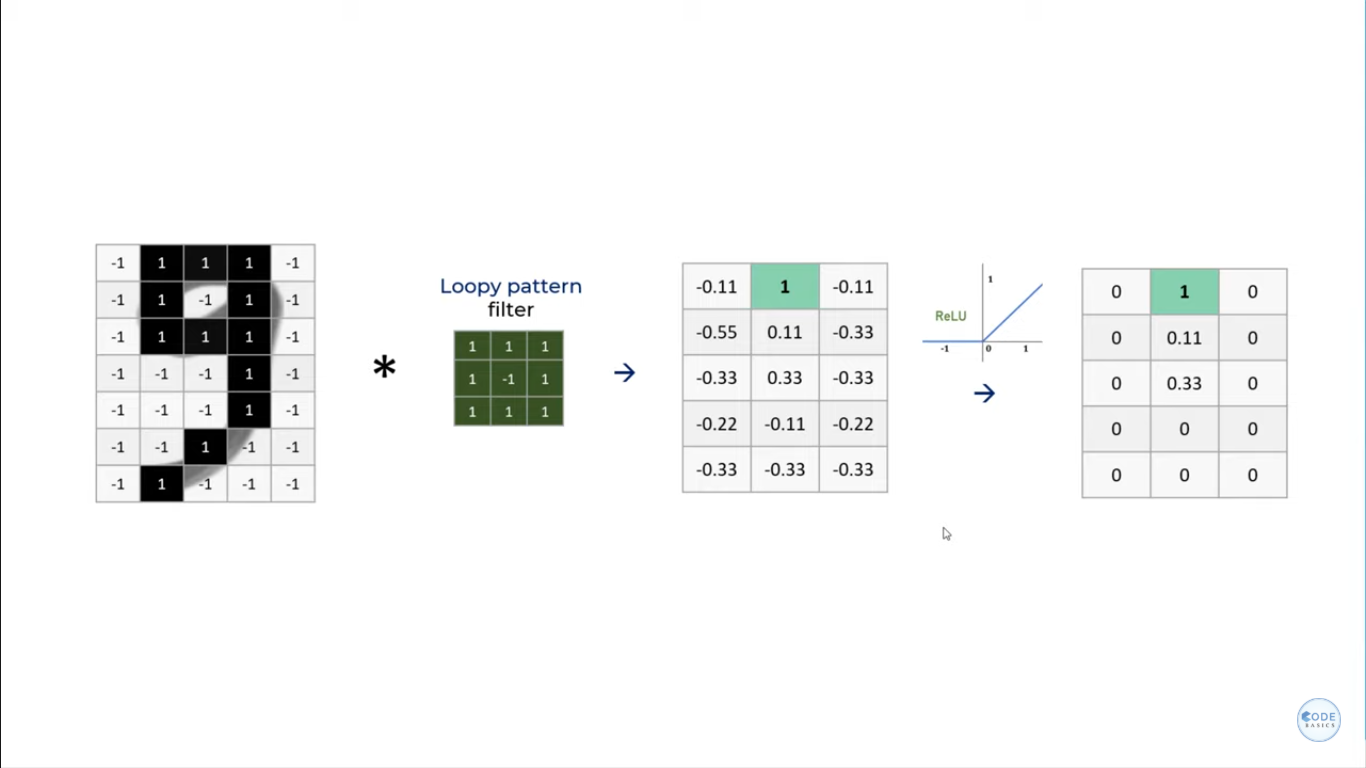 -1 1 1 1 -1
-1 1 -1 1 -1
-1 1 1 1 -1
-1 -1 -1 1 -1
-1 -1 -1 1 -1
-1 -1 1 -1 -1
-1 1 -1 -1 -1
*
Loopy pattern
filter
1 1 1
1 -1 1
1 1 1
→
-0.11 1 -0.11
-0.55 0.11 -0.33
-0.33 0.33 -0.33
-0.22 -0.11 -0.22
-0.33 -0.33 -0.33
1
ReLU
-1 0 1
→
0 1 0
0 0.11 0
0 0.33 0
0 0 0
0 0 0
CODE
BASICS